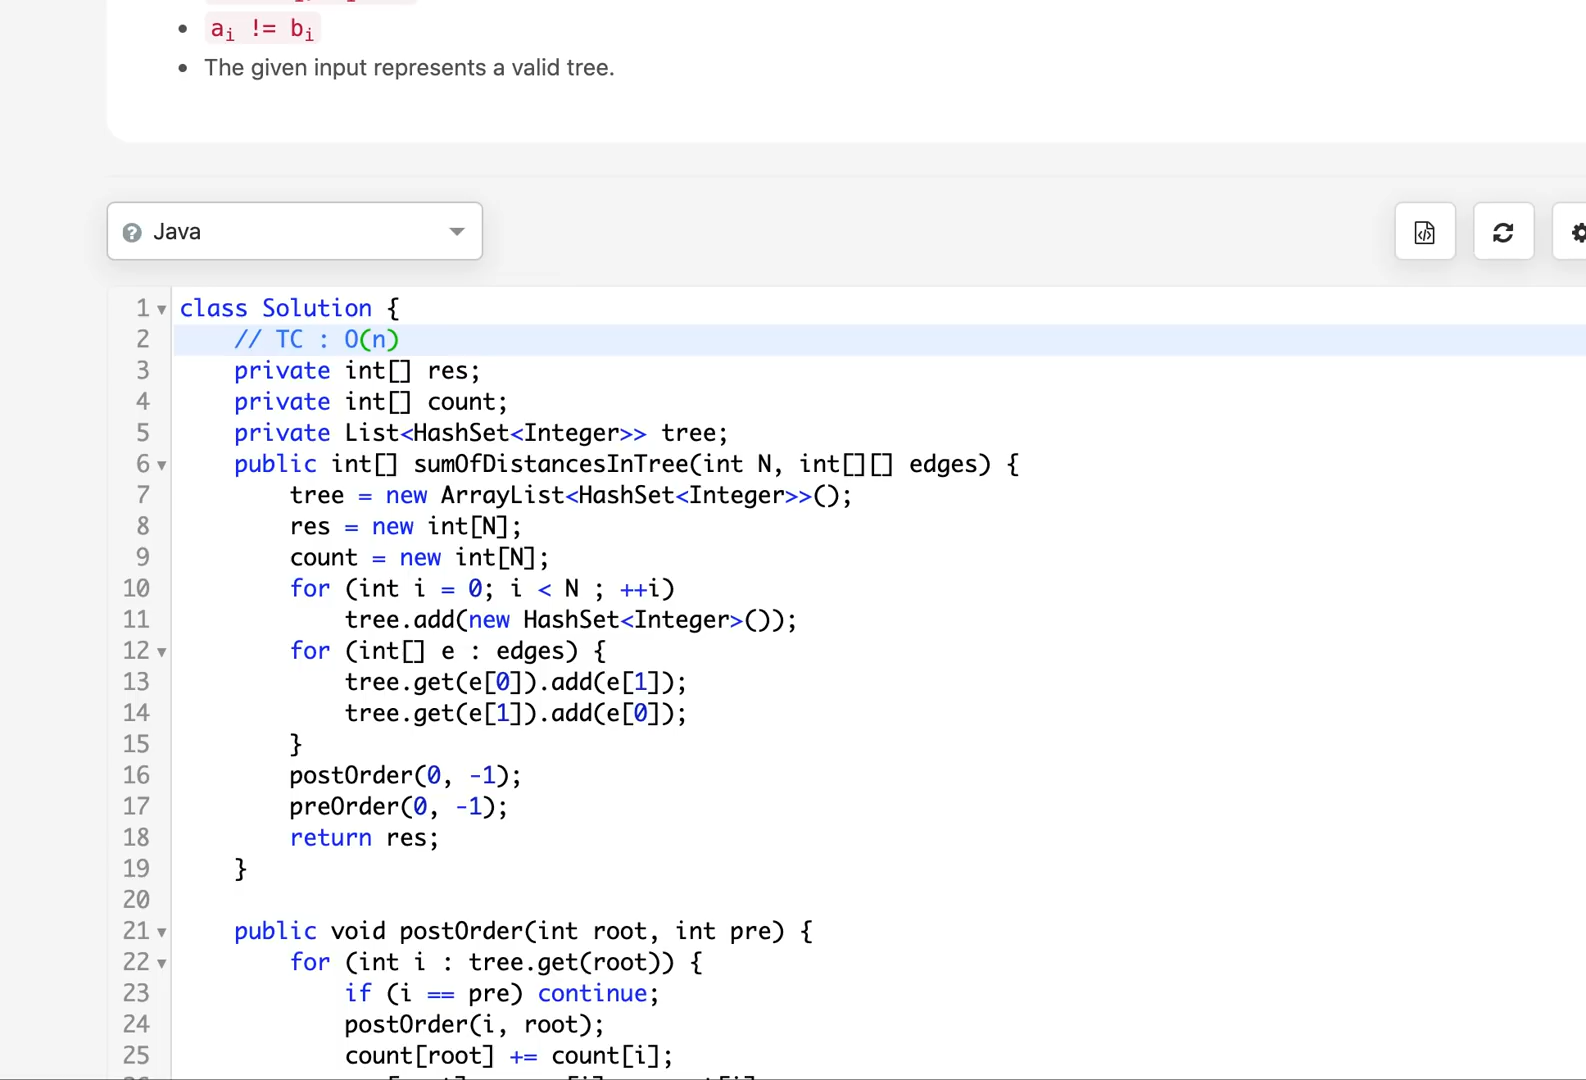 ai != bi
The given input represents a valid tree.
Java
1 class Solution {
2 // TC : O(n)
3 private int[] res;
4 private int[] count;
5 private List<HashSet<Integer>> tree;
6 public int[] sumOfDistancesInTree(int N, int[][] edges) {
7 tree = new ArrayList<HashSet<Integer>>();
8 res = new int[N];
9 count = new int[N];
10 for (int i = 0; i < N ; ++i)
11 tree.add(new HashSet<Integer>());
12 for (int[] e : edges) {
13 tree.get(e[0]).add(e[1]);
14 tree.get(e[1]).add(e[0]);
15 }
16 postOrder(0, -1);
17 preOrder(0, -1);
18 return res;
19 }
20
21 public void postOrder(int root, int pre) {
22 for (int i : tree.get(root)) {
23 if (i == pre) continue;
24 postOrder(i, root);
25 count[root] += count[i];